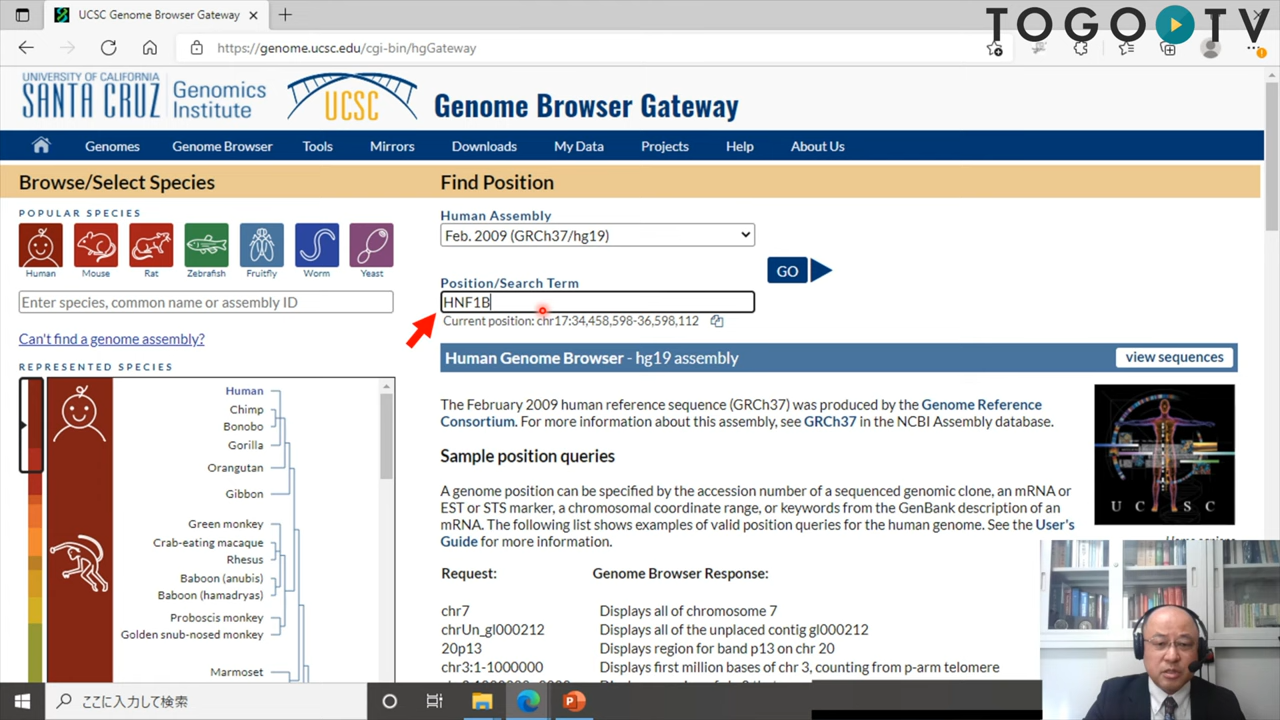 UCSC Genome Browser Gateway
TOGO TV
https://genome.ucsc.edu/cgi-bin/hgGateway
UNIVERSITY OF CALIFORNIA
SANTA CRUZ
Genomics
Institute
UCSC
Genome Browser Gateway
Genomes
Genome Browser
Tools
Mirrors
Downloads
My Data
Projects
Help
About Us
Browse/Select Species
Find Position
POPULAR SPECIES
Human
Mouse
Rat
Zebrafish
Fruitfly
Worm
Yeast
Enter species, common name or assembly ID
Can't find a genome assembly?
REPRESENTED SPECIES
Human
Chimp
Bonobo
Gorilla
Orangutan
Gibbon
Green monkey
Crab-eating macaque
Rhesus
Baboon (anubis)
Baboon (hamadryas)
Proboscis monkey
Golden snub-nosed monkey
Marmoset
Human Assembly
Feb. 2009 (GRCh37/hg19)
GO
Position/Search Term
HNF1B
Current position: chr17:34,458,598-36,598,112
Human Genome Browser - hg19 assembly
view sequences
The February 2009 human reference sequence (GRCh37) was produced by the Genome Reference
Consortium. For more information about this assembly, see GRCh37 in the NCBI Assembly database.
Sample position queries
A genome position can be specified by the accession number of a sequenced genomic clone, an mRNA or
EST or STS marker, a chromosomal coordinate range, or keywords from the GenBank description of an
mRNA. The following list shows examples of valid position queries for the human genome. See the User's
Guide for more information.
UCSC
Request:
Genome Browser Response:
chr7
Displays all of chromosome 7
chrUn_gl000212
Displays all of the unplaced contig gl000212
20p13
Displays region for band p13 on chr 20
chr3:1-1000000
Displays first million bases of chr 3, counting from p-arm telomere
ここに入力して検索